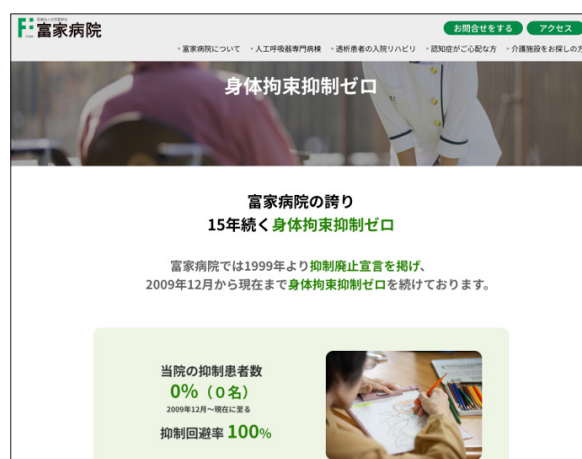 富家病院
お問合せをする
アクセス
富家病院について
人工呼吸器専門病棟
透析患者の入院リハビリ
認知症がご心配な方
介護施設をお探しの方
身体拘束抑制ゼロ
富家病院の誇り
15年続く身体拘束抑制ゼロ
富家病院では1999年より抑制廃止宣言を掲げ、
2009年12月から現在まで身体拘束抑制ゼロを続けております。
当院の抑制患者数
0%（0名）
2009年12月〜現在に至る
抑制回避率 100%